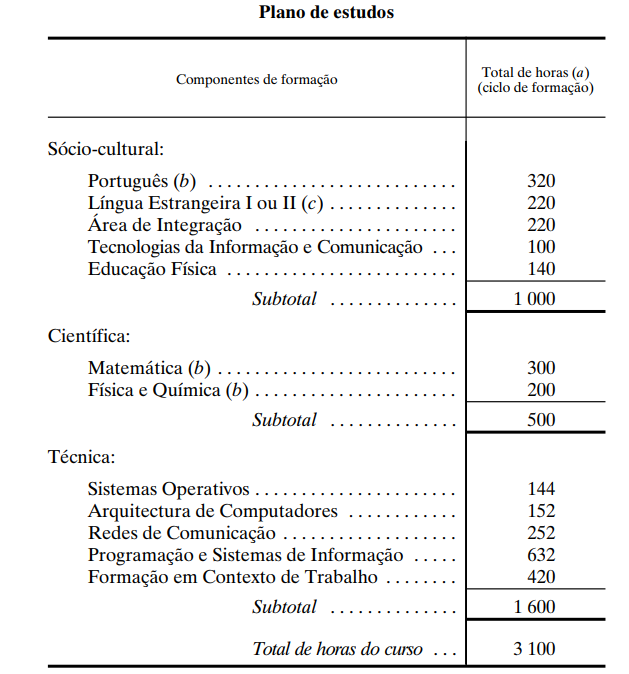 Plano de estudos
Componentes de formação
Total de horas (a)
(ciclo de formação)
Sócio-cultural:
Português (b) . . . . . . . . . . . . . . . . . . . . . . . . . . 320
Língua Estrangeira I ou II (c) . . . . . . . . . . . . . 220
Área de Integração . . . . . . . . . . . . . . . . . . . . . 220
Tecnologias da Informação e Comunicação . . . 100
Educação Física . . . . . . . . . . . . . . . . . . . . . . . . 140
Subtotal . . . . . . . . . . . . . . 1 000
Científica:
Matemática (b) . . . . . . . . . . . . . . . . . . . . . . . . . 300
Física e Química (b) . . . . . . . . . . . . . . . . . . . . . 200
Subtotal . . . . . . . . . . . . . . 500
Técnica:
Sistemas Operativos . . . . . . . . . . . . . . . . . . . . . 144
Arquitectura de Computadores . . . . . . . . . . . . 152
Redes de Comunicação . . . . . . . . . . . . . . . . . . 252
Programação e Sistemas de Informação . . . . . 632
Formação em Contexto de Trabalho . . . . . . . . 420
Subtotal . . . . . . . . . . . . . . 1 600
Total de horas do curso . . . 3 100